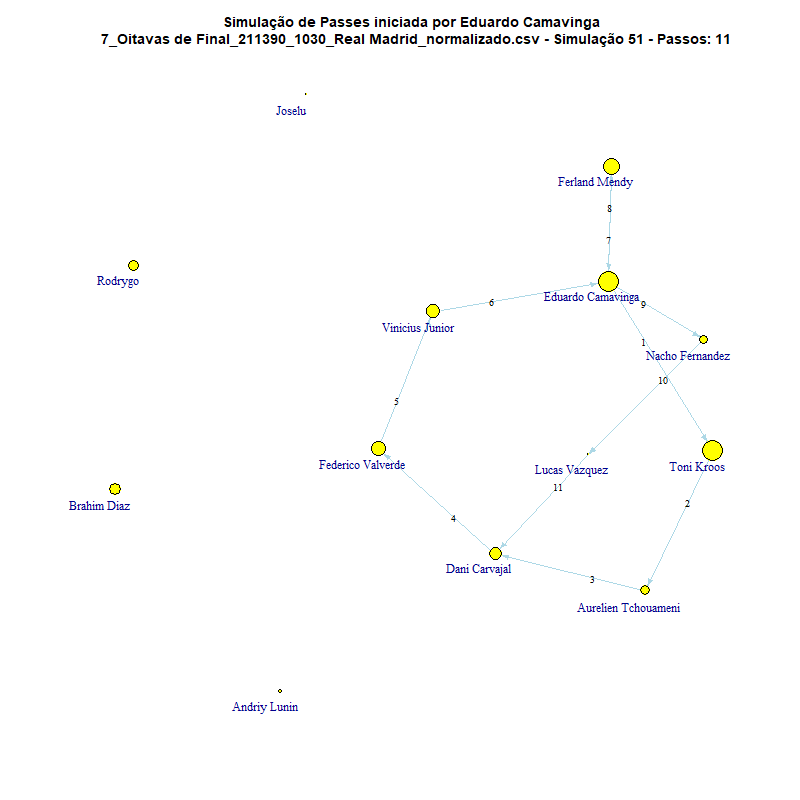 Simulação de Passes iniciada por Eduardo Camavinga
7_Oitavas de Final_211390_1030_Real Madrid_normalizado.csv - Simulação 51 - Passos: 11
Joselu
Ferland Mendy
8
7
Rodrygo
Eduardo Camavinga
6
9
Vinicius Junior
1
Nacho Fernandez
10
5
Federico Valverde
Lucas Vazquez
Toni Kroos
11
Brahim Diaz
2
4
Dani Carvajal
3
Aurelien Tchouameni
Andriy Lunin